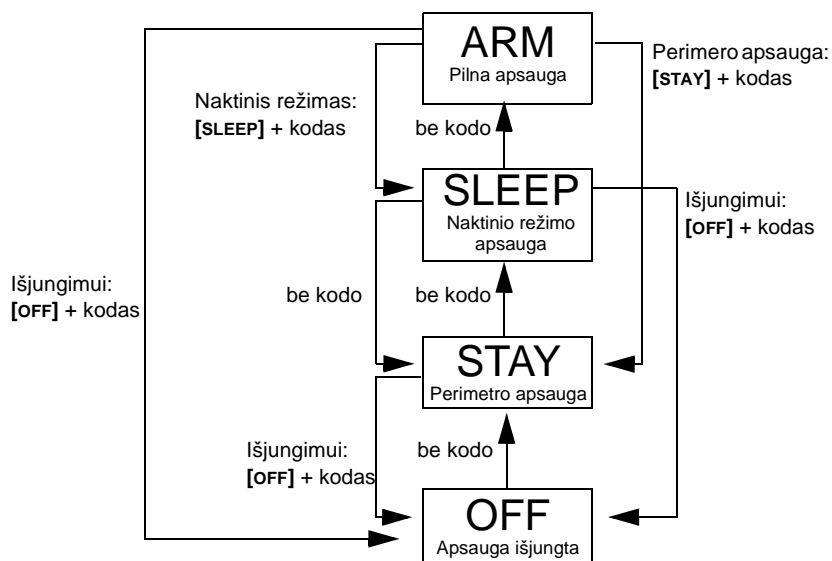 ARM
Pilna apsauga
Perimero apsauga:
[STAY] + kodas
Naktinis režimas:
[SLEEP] + kodas
be kodo
SLEEP
Naktinio režimo
apsauga
Išjungimui:
[OFF] + kodas
Išjungimui:
[OFF] + kodas
be kodo
be kodo
STAY
Perimetro apsauga
Išjungimui:
[OFF] + kodas
be kodo
OFF
Apsauga išjungta